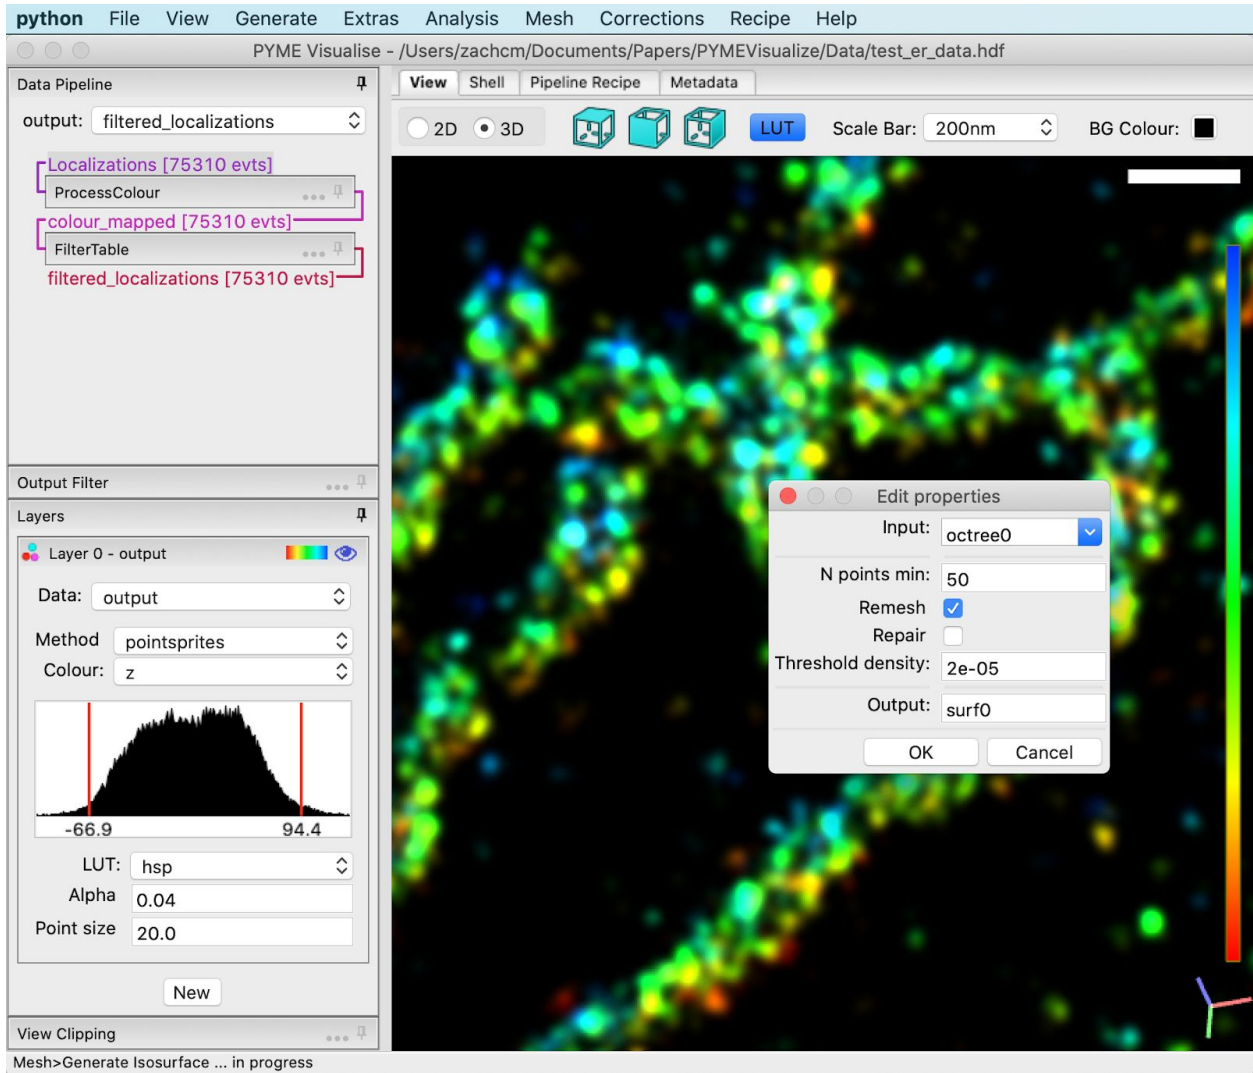 python File View Generate Extras Analysis Mesh Corrections Recipe Help
PYME Visualise - /Users/zachcm/Documents/Papers/PYMEVisualize/Data/test_er_data.hdf
Data Pipeline
output: filtered_localizations
Localizations [75310 evts]
ProcessColour
colour_mapped [75310 evts]
FilterTable
filtered_localizations [75310 evts]
Output Filter
Layers
Layer 0 - output
Data: output
Method pointsprites
Colour: z
-66.9 94.4
LUT: hsp
Alpha 0.04
Point size 20.0
New
View Clipping
View Shell Pipeline Recipe Metadata
2D 3D LUT Scale Bar: 200nm BG Colour:
Edit properties
Input: octree0
N points min: 50
Remesh
Repair
Threshold density: 2e-05
Output: surf0
OK Cancel
Mesh>Generate Isosurface ... in progress